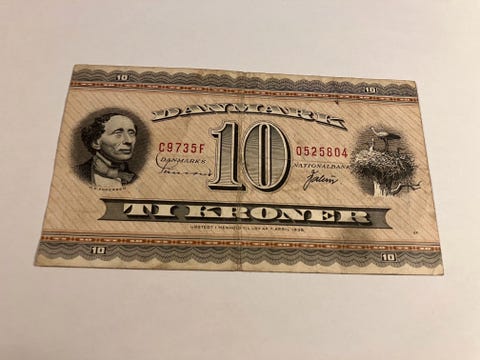 10 10
DANMARK
C9735F 10 0525804
DANMARKS NATIONALBANK
TI KRONER
UDSTEDT I HENHOLD TIL LOV AF 7. APRIL 1936
10 10